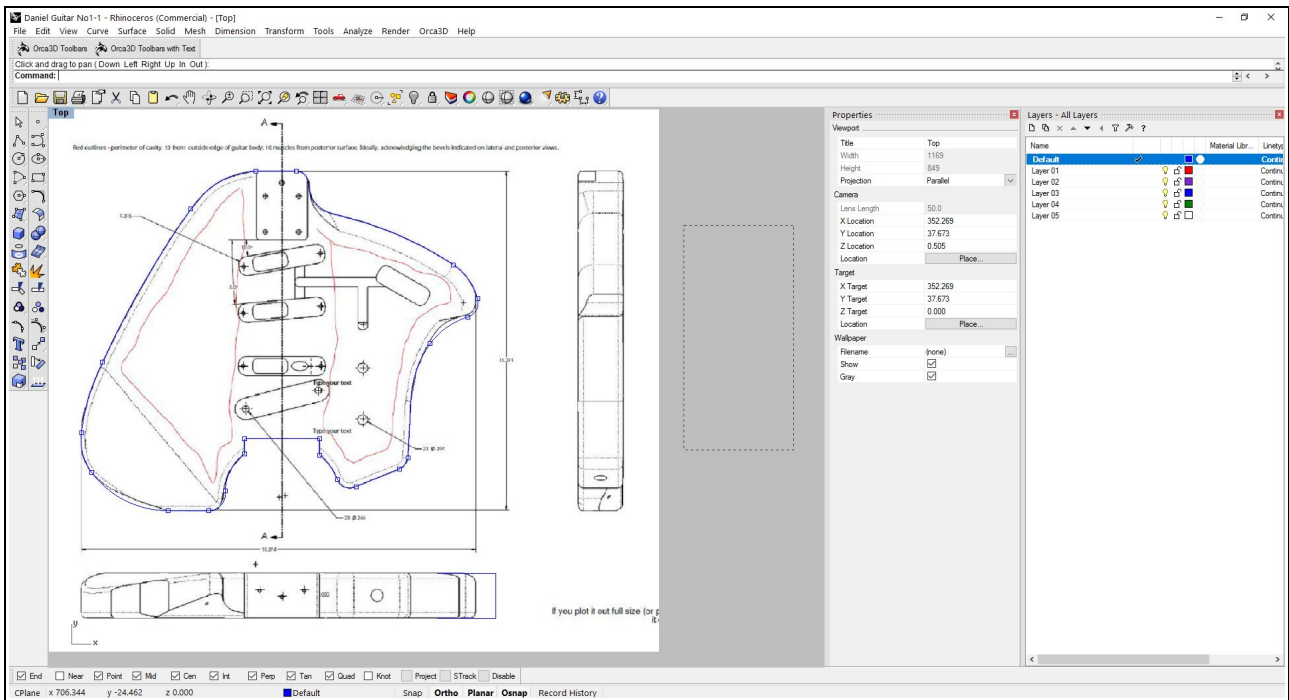 Daniel Guitar No1-1 - Rhinoceros (Commercial) - [Top]
File Edit View Curve Surface Solid Mesh Dimension Transform Tools Analyze Render Orca3D Help
Orca3D Toolbars Orca3D Toolbars with Text
Click and drag to pan ( Down Left Right Up In Out ):
Command:
Top
A
Red outlines - perimeter of cavity. 10 from outside edge of guitar body, 10 from posterior surface. Ideally, acknowledging the bevels indicated on lateral and posterior views.
Type your text
Type your text
A
If you plot it out full size (or p
it
y
x
Properties
Viewport
Title Top
Width 1169
Height 849
Projection Parallel
Camera
Lens Length 50.0
X Location 352.269
Y Location 37.673
Z Location 0.505
Location Place...
Target
X Target 352.269
Y Target 37.673
Z Target 0.000
Location Place...
Wallpaper
Filename (none) ...
Show
Gray
Layers - All Layers
Name Material Libr... Linetyp
Default Contin
Layer 01 Continu
Layer 02 Continu
Layer 03 Continu
Layer 04 Continu
Layer 05 Continu
End Near Point Mid Cen Int Perp Tan Quad Knot Project STrack Disable
CPlane x 706.344 y -24.462 z 0.000 Default Snap Ortho Planar Osnap Record History